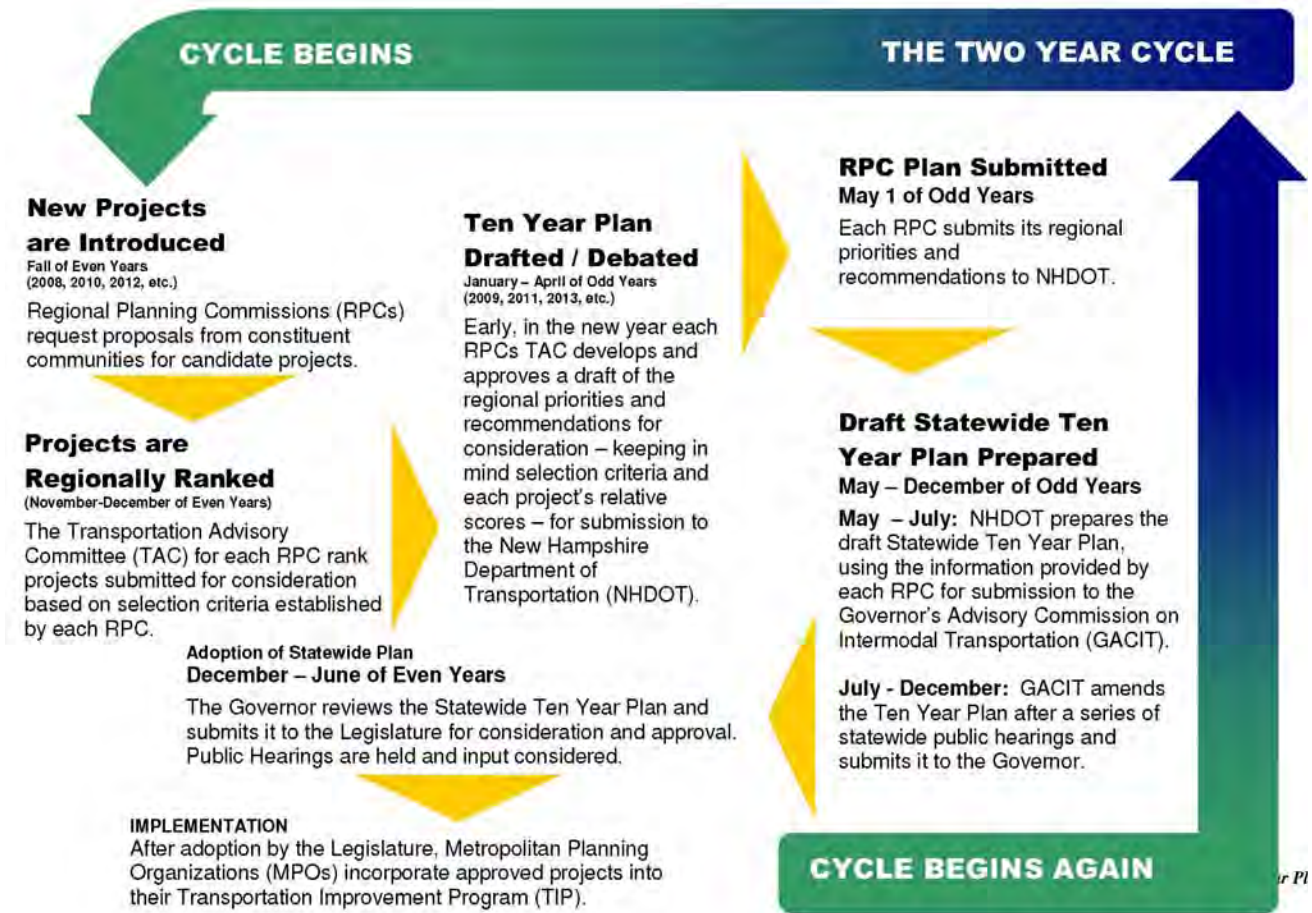 CYCLE BEGINS
THE TWO YEAR CYCLE
New Projects
are Introduced
Fall of Even Years
(2008, 2010, 2012, etc.)
Regional Planning Commissions (RPCs)
request proposals from constituent
communities for candidate projects.
Projects are
Regionally Ranked
(November-December of Even Years)
The Transportation Advisory
Committee (TAC) for each RPC rank
projects submitted for consideration
based on selection criteria established
by each RPC.
Ten Year Plan
Drafted / Debated
January – April of Odd Years
(2009, 2011, 2013, etc.)
Early, in the new year each
RPCs TAC develops and
approves a draft of the
regional priorities and
recommendations for
consideration – keeping in
mind selection criteria and
each project's relative
scores – for submission to
the New Hampshire
Department of
Transportation (NHDOT).
RPC Plan Submitted
May 1 of Odd Years
Each RPC submits its regional
priorities and
recommendations to NHDOT.
Draft Statewide Ten
Year Plan Prepared
May – December of Odd Years
May – July: NHDOT prepares the
draft Statewide Ten Year Plan,
using the information provided by
each RPC for submission to the
Governor's Advisory Commission on
Intermodal Transportation (GACIT).
July - December: GACIT amends
the Ten Year Plan after a series of
statewide public hearings and
submits it to the Governor.
Adoption of Statewide Plan
December – June of Even Years
The Governor reviews the Statewide Ten Year Plan and
submits it to the Legislature for consideration and approval.
Public Hearings are held and input considered.
IMPLEMENTATION
After adoption by the Legislature, Metropolitan Planning
Organizations (MPOs) incorporate approved projects into
their Transportation Improvement Program (TIP).
CYCLE BEGINS AGAIN